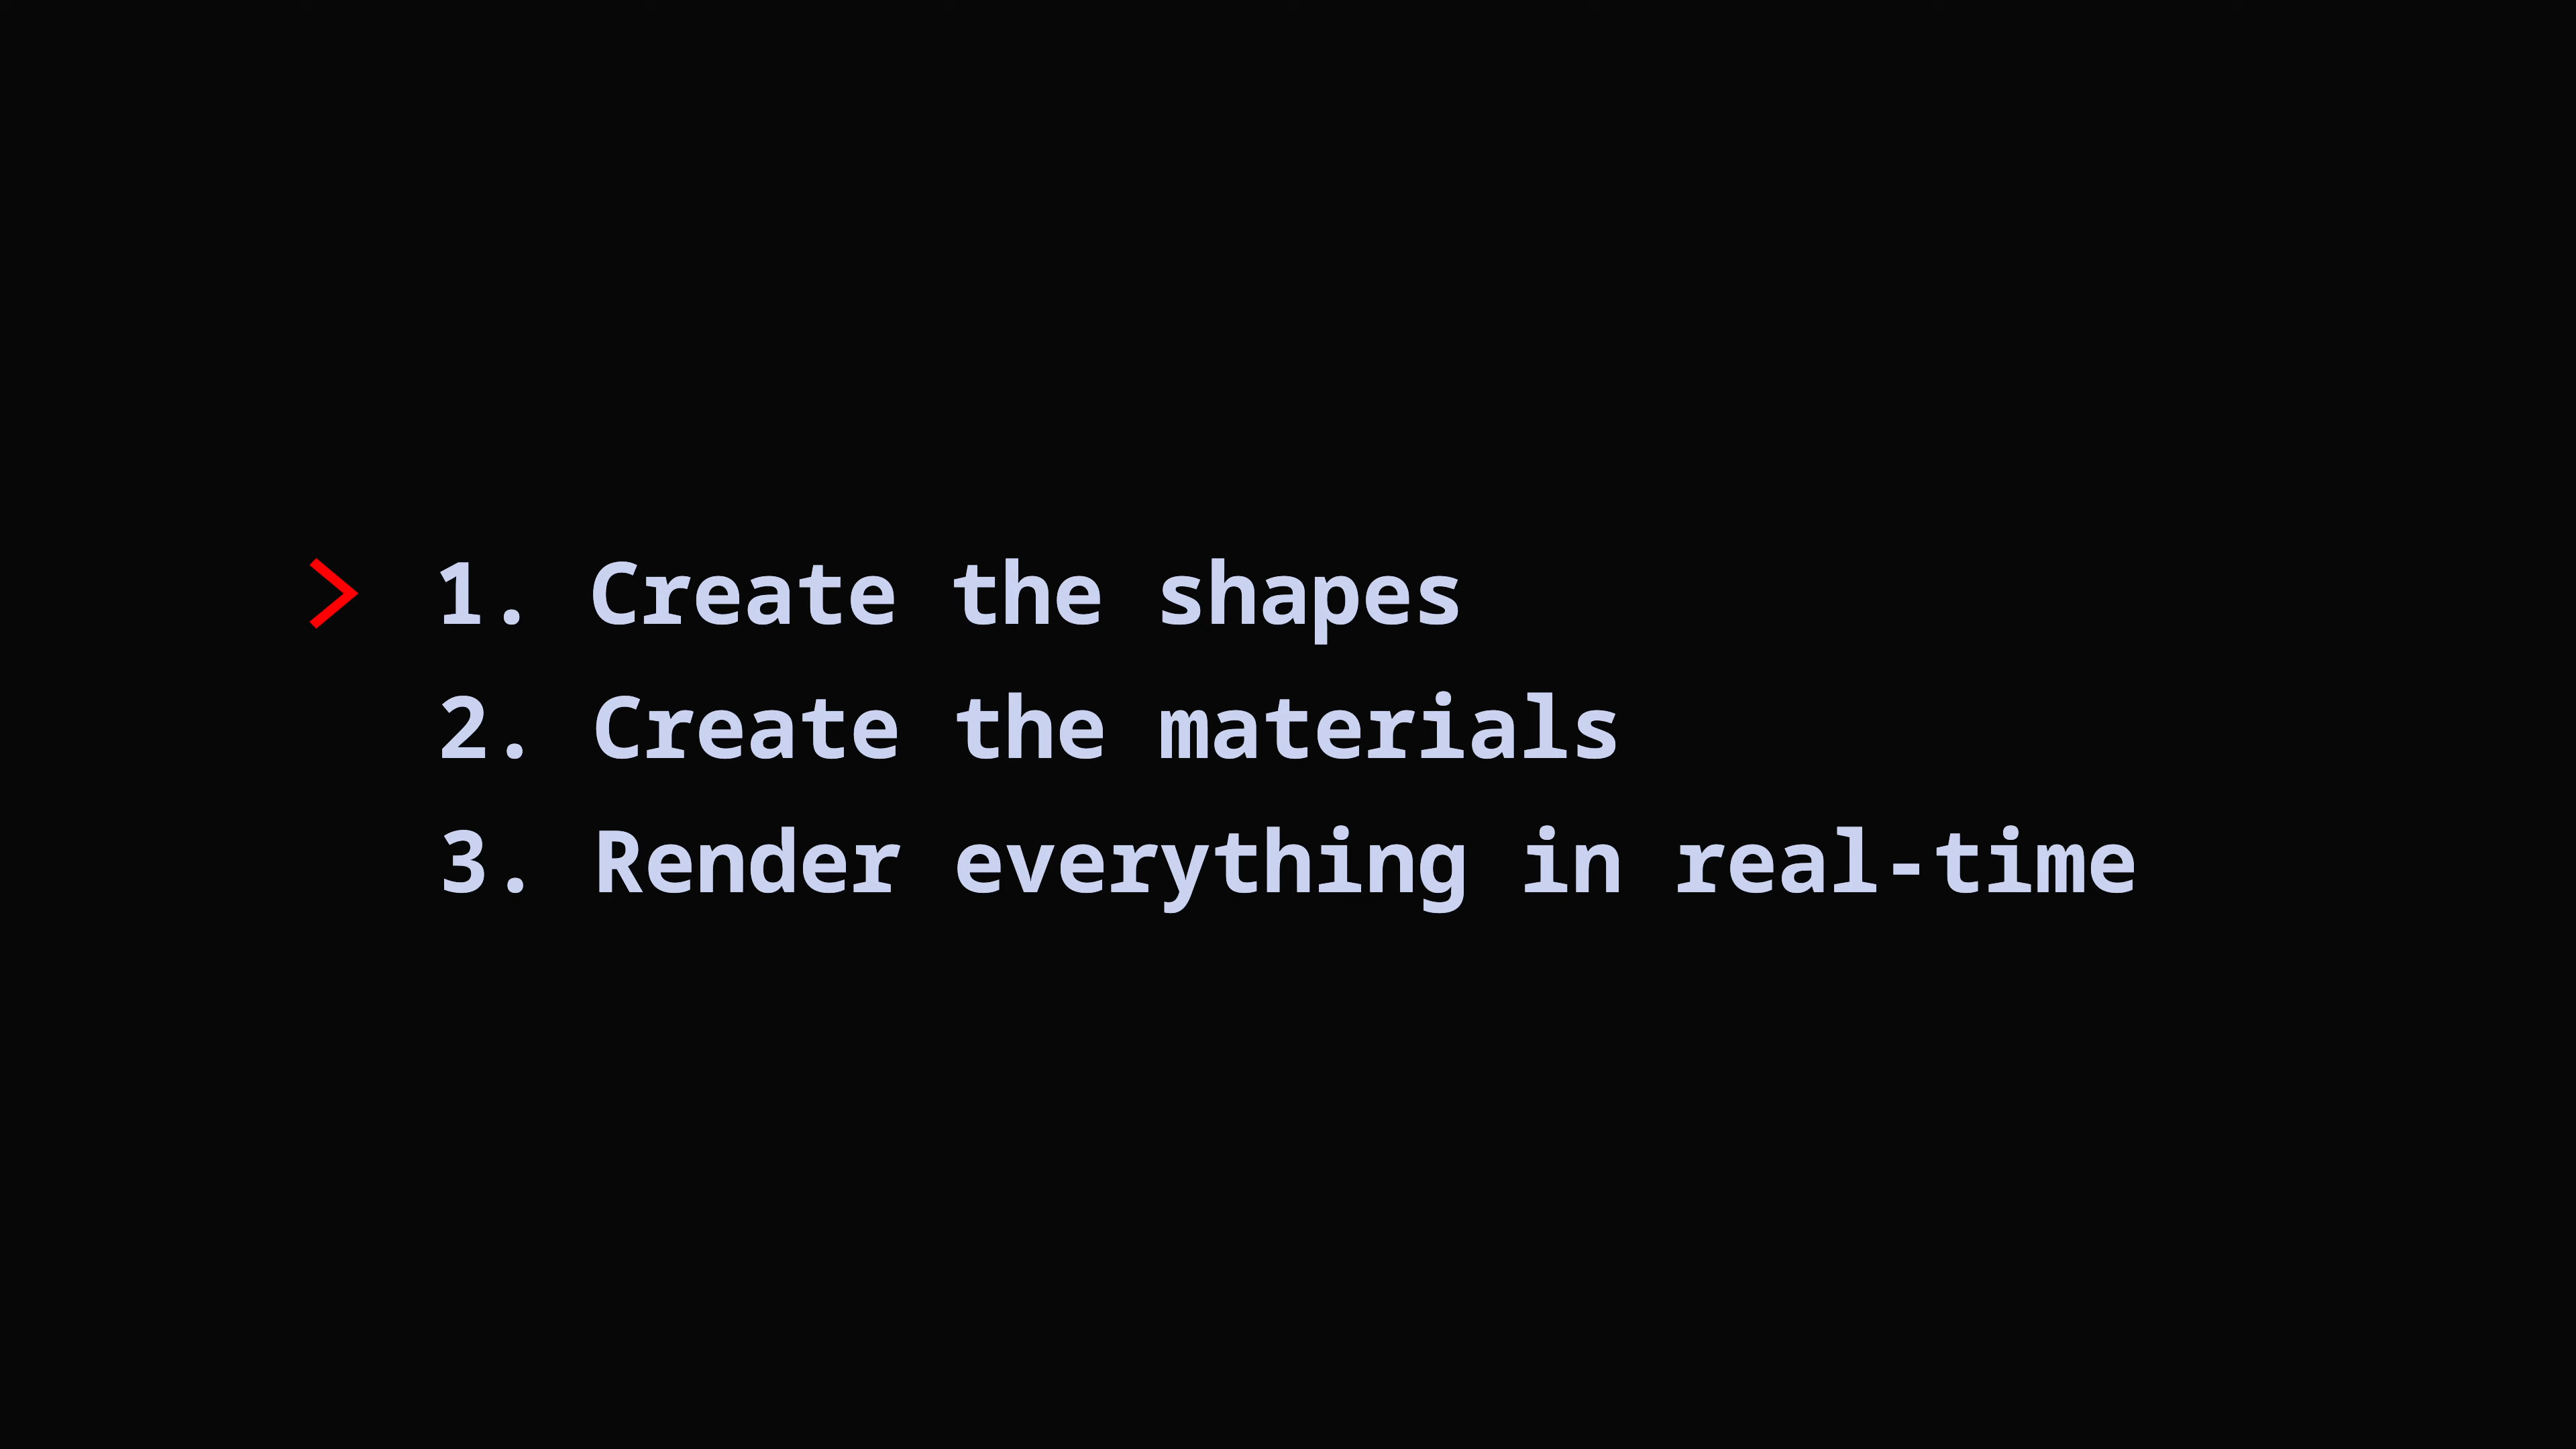 > 1. Create the shapes
2. Create the materials
3. Render everything in real-time